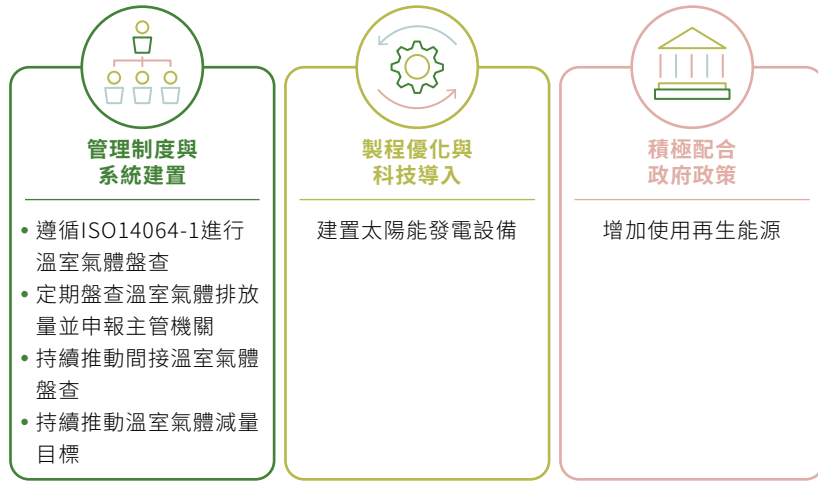 管理制度與
系統建置
• 遵循ISO14064-1進行
溫室氣體盤查
• 定期盤查溫室氣體排放
量並申報主管機關
• 持續推動間接溫室氣體
盤查
• 持續推動溫室氣體減量
目標
製程優化與
科技導入
建置太陽能發電設備
積極配合
政府政策
增加使用再生能源